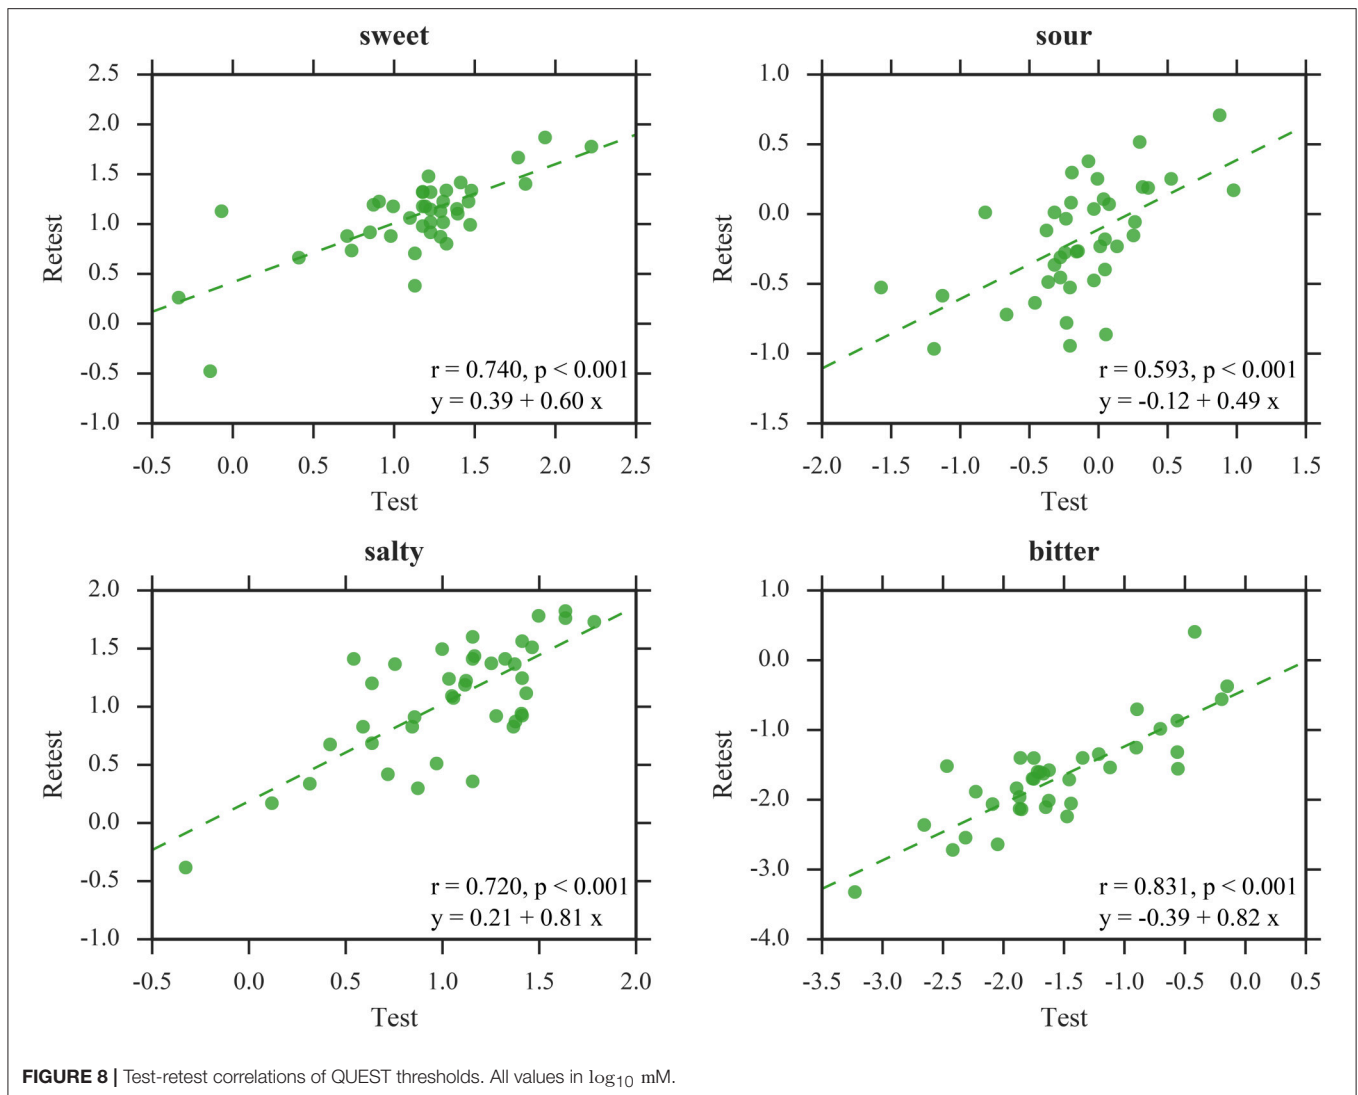 sweet
2.5
2.0
1.5
1.0
0.5
0.0
-0.5
-1.0
Retest
r = 0.740, p < 0.001
y = 0.39 + 0.60 x
-0.5 0.0 0.5 1.0 1.5 2.0 2.5
Test
sour
1.0
0.5
0.0
-0.5
-1.0
-1.5
Retest
r = 0.593, p < 0.001
y = -0.12 + 0.49 x
-2.0 -1.5 -1.0 -0.5 0.0 0.5 1.0 1.5
Test
salty
2.0
1.5
1.0
0.5
0.0
-0.5
-1.0
Retest
r = 0.720, p < 0.001
y = 0.21 + 0.81 x
-0.5 0.0 0.5 1.0 1.5 2.0
Test
bitter
1.0
0.0
-1.0
-2.0
-3.0
-4.0
Retest
r = 0.831, p < 0.001
y = -0.39 + 0.82 x
-3.5 -3.0 -2.5 -2.0 -1.5 -1.0 -0.5 0.0 0.5
Test
FIGURE 8 | Test-retest correlations of QUEST thresholds. All values in log₁₀ mM.